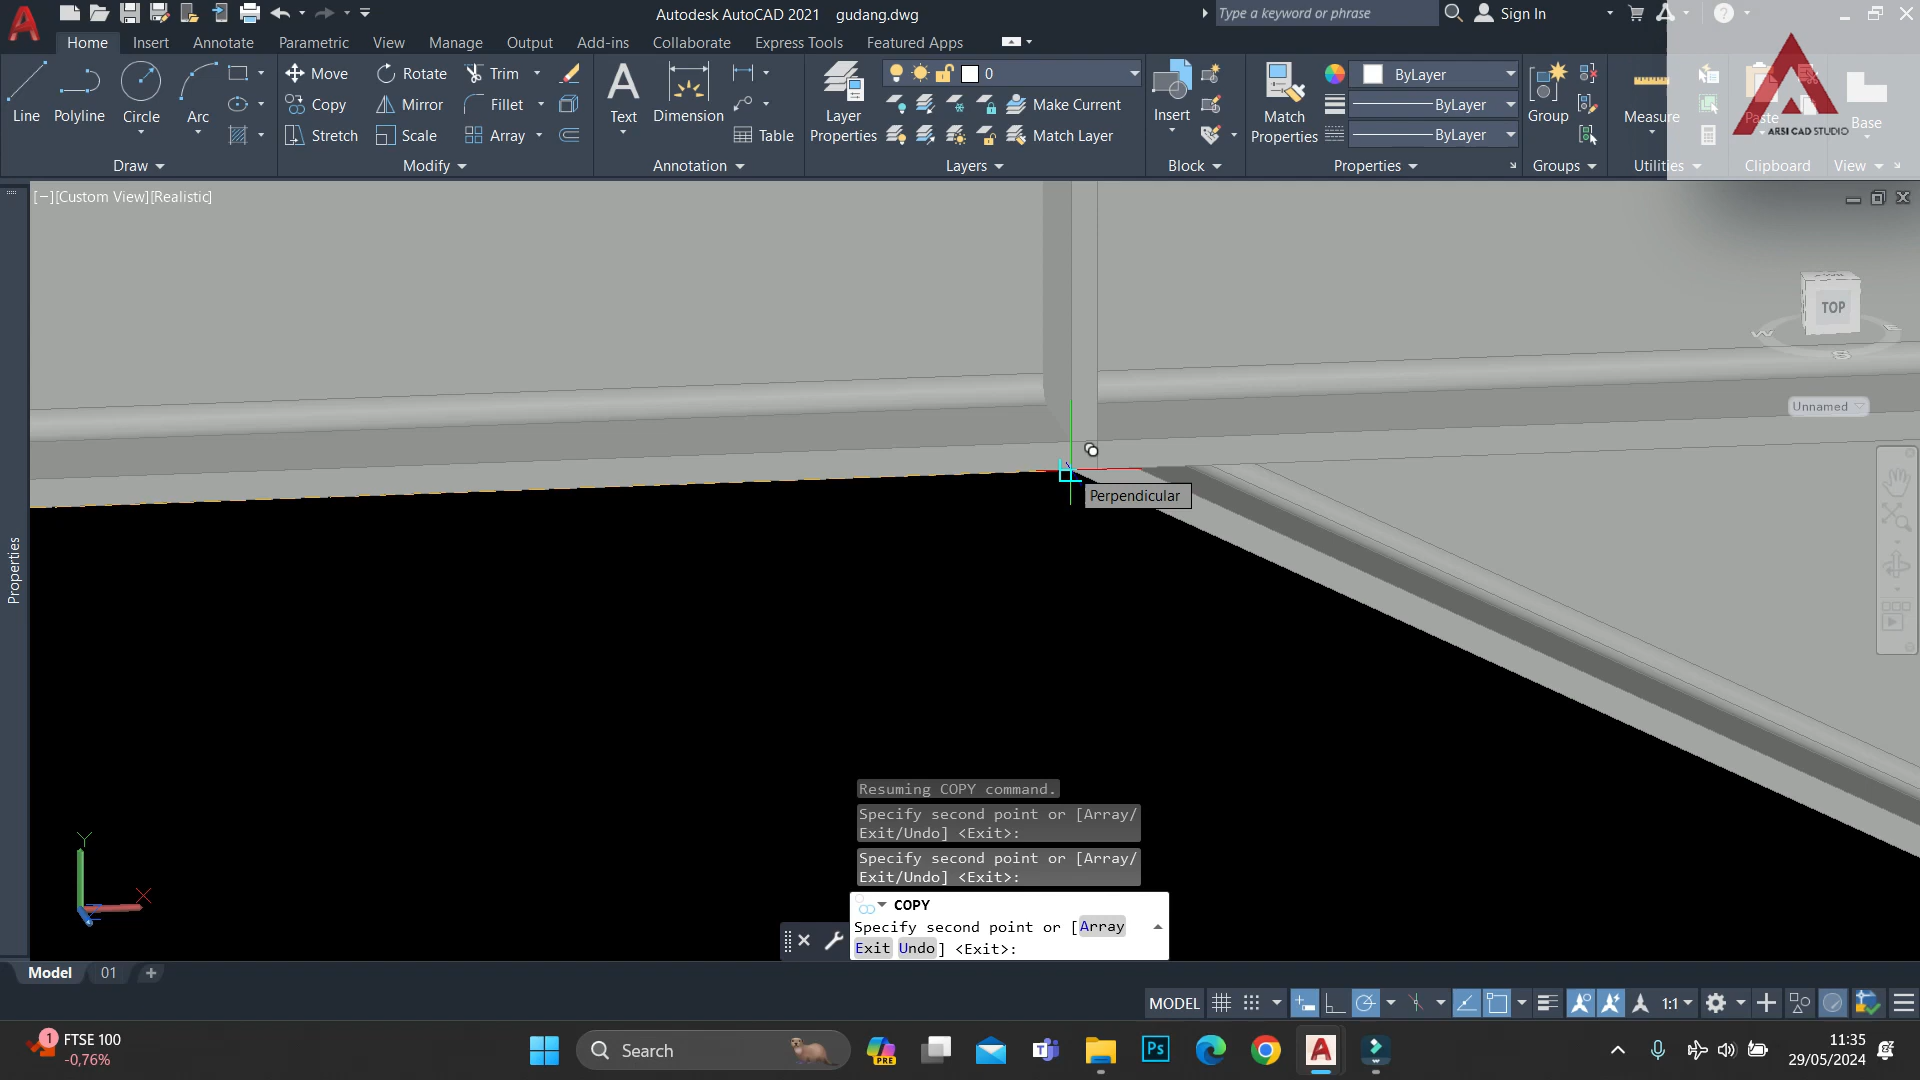 Autodesk AutoCAD 2021 gudang.dwg
Type a keyword or phrase
Sign In
Home Insert Annotate Parametric View Manage Output Add-ins Collaborate Express Tools Featured Apps
Line Polyline Circle Arc
Move Rotate Trim
Copy Mirror Fillet
Stretch Scale Array
Text Dimension
Table
Layer
Properties
0
Make Current
Match Layer
Insert
Match
Properties
ByLayer
ByLayer
ByLayer
Group
Measure
Paste
Base
ARSI CAD STUDIO
Draw Modify Annotation Layers Block Properties Groups Utilities Clipboard View
[−][Custom View][Realistic]
TOP
S
Unnamed
Perpendicular
Properties
Y
X
Z
Resuming COPY command.
Specify second point or [Array/
Exit/Undo] <Exit>:
Specify second point or [Array/
Exit/Undo] <Exit>:
COPY
Specify second point or [Array
Exit Undo] <Exit>:
Model 01
MODEL
1:1
1
FTSE 100
-0,76%
Search
PRE
Ps
11:35
29/05/2024